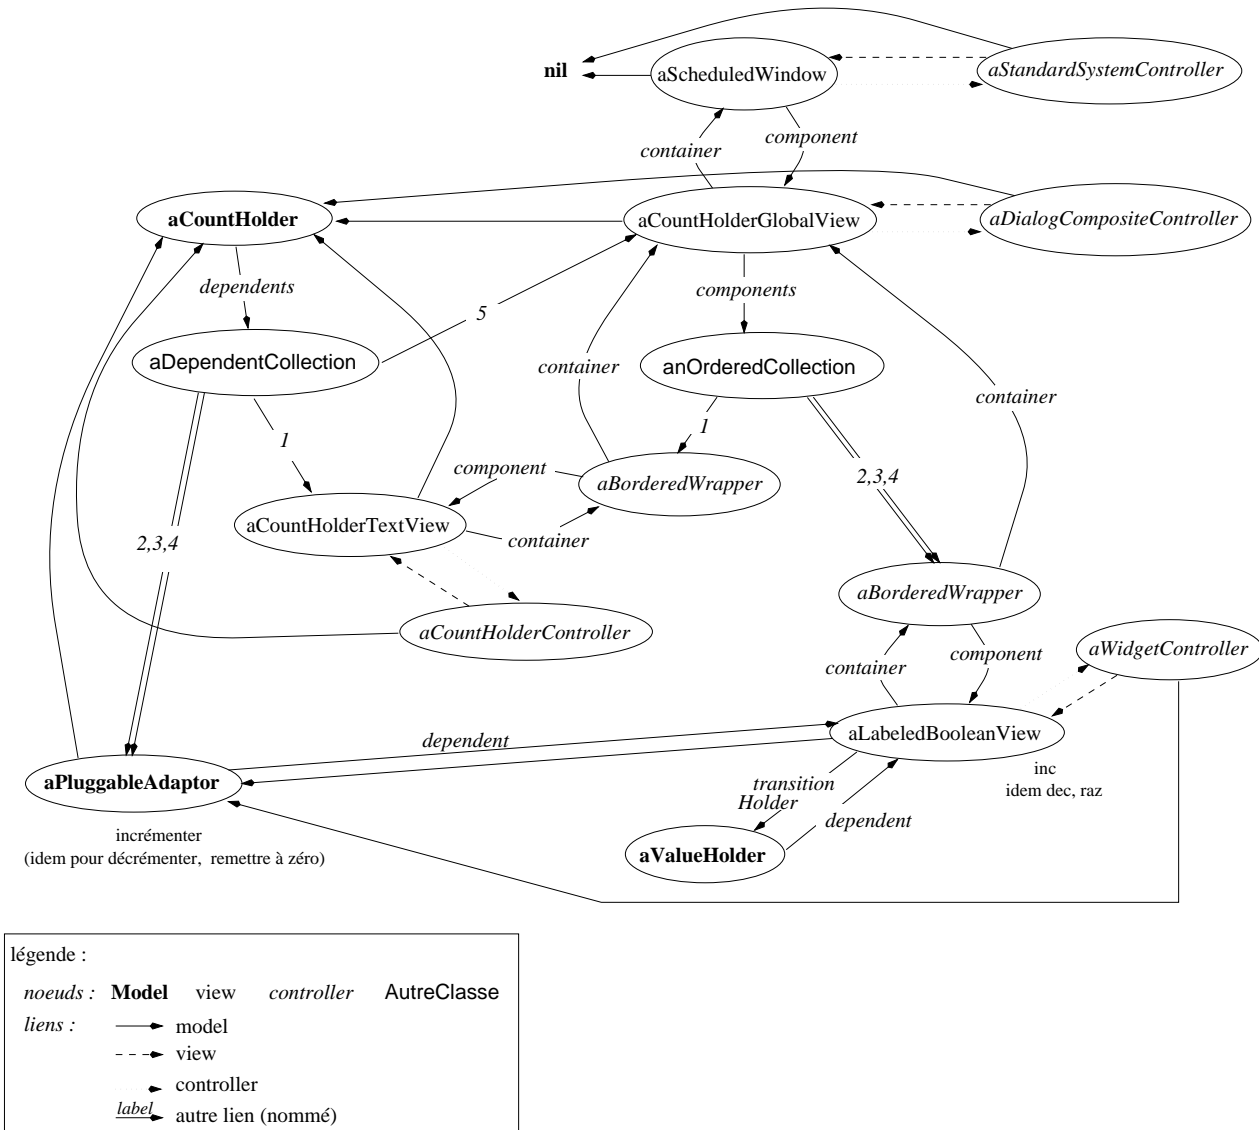 nil
aScheduledWindow
aStandardSystemController
component
container
aCountHolder
aCountHolderGlobalView
aDialogCompositeController
dependents
components
5
aDependentCollection
anOrderedCollection
container
container
1
1
component
aBorderedWrapper
2,3,4
aCountHolderTextView
container
2,3,4
aBorderedWrapper
aCountHolderController
container
component
aWidgetController
dependent
aLabeledBooleanView
aPluggableAdaptor
transition
Holder
inc
idem dec, raz
dependent
incrémenter
(idem pour décrémenter, remettre à zéro)
aValueHolder
légende :
noeuds : Model view controller AutreClasse
liens : model
view
controller
label autre lien (nommé)